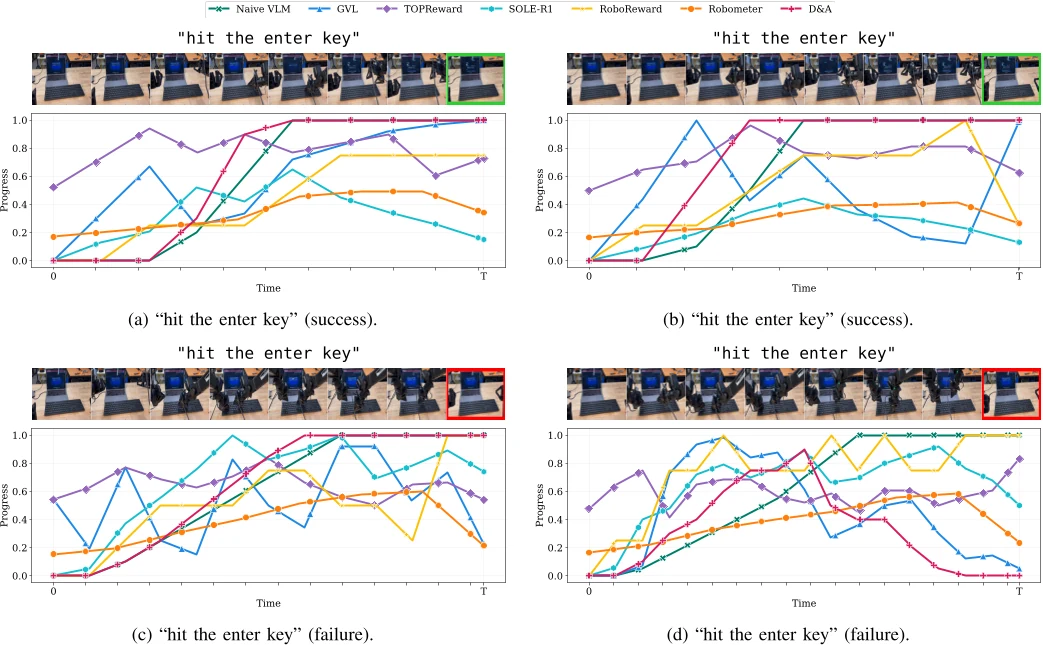 Naive VLM GVL TOPReward SOLE-R1 RoboReward Robometer D&A
"hit the enter key"
1.0
0.8
0.6
0.4
0.2
0.0
Progress
0
T
Time
(a) “hit the enter key” (success).
"hit the enter key"
1.0
0.8
0.6
0.4
0.2
0.0
Progress
0
T
Time
(b) “hit the enter key” (success).
"hit the enter key"
1.0
0.8
0.6
0.4
0.2
0.0
Progress
0
T
Time
(c) “hit the enter key” (failure).
"hit the enter key"
1.0
0.8
0.6
0.4
0.2
0.0
Progress
0
T
Time
(d) “hit the enter key” (failure).